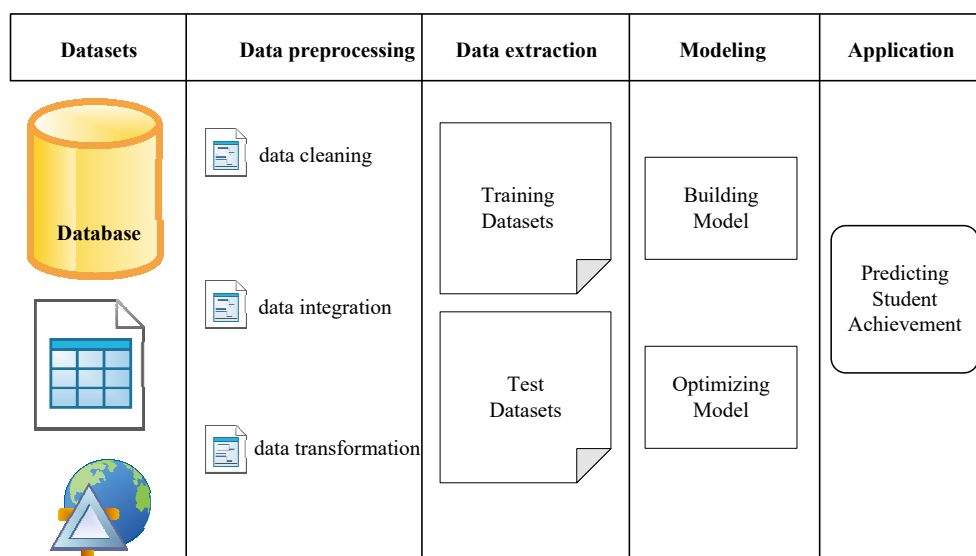 Datasets
Data preprocessing
Data extraction
Modeling
Application
Database
data cleaning
data integration
data transformation
Training
Datasets
Test
Datasets
Building
Model
Optimizing
Model
Predicting
Student
Achievement